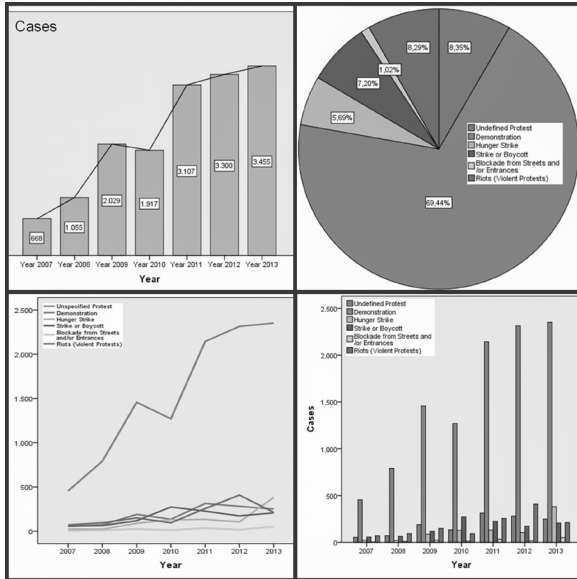 Cases
668
1.055
2.029
1.917
3.107
3.300
3.455
Year 2007
Year 2008
Year 2009
Year 2010
Year 2011
Year 2012
Year 2013
Year
8,29%
8,35%
1,02%
7,20%
5,69%
69,44%
Undefined Protest
Demonstration
Hunger Strike
Strike or Boycott
Blockade from Streets and
/or Entrances
Riots (Violent Protests)
Unspecified Protest
Demonstration
Hunger Strike
Strike or Boycott
Blockade from Streets
and/or Entrances
Riots (Violent Protests)
2.500
2.000
1.500
1.000
500
0
2007
2008
2009
2010
2011
2012
2013
Year
Undefined Protest
Demonstration
Hunger Strike
Strike or Boycott
Blockade from Streets and
/or Entrances
Riots (Violent Protests)
Cases
2.500
2.000
1.500
1.000
500
0
2007
2008
2009
2010
2011
2012
2013
Year